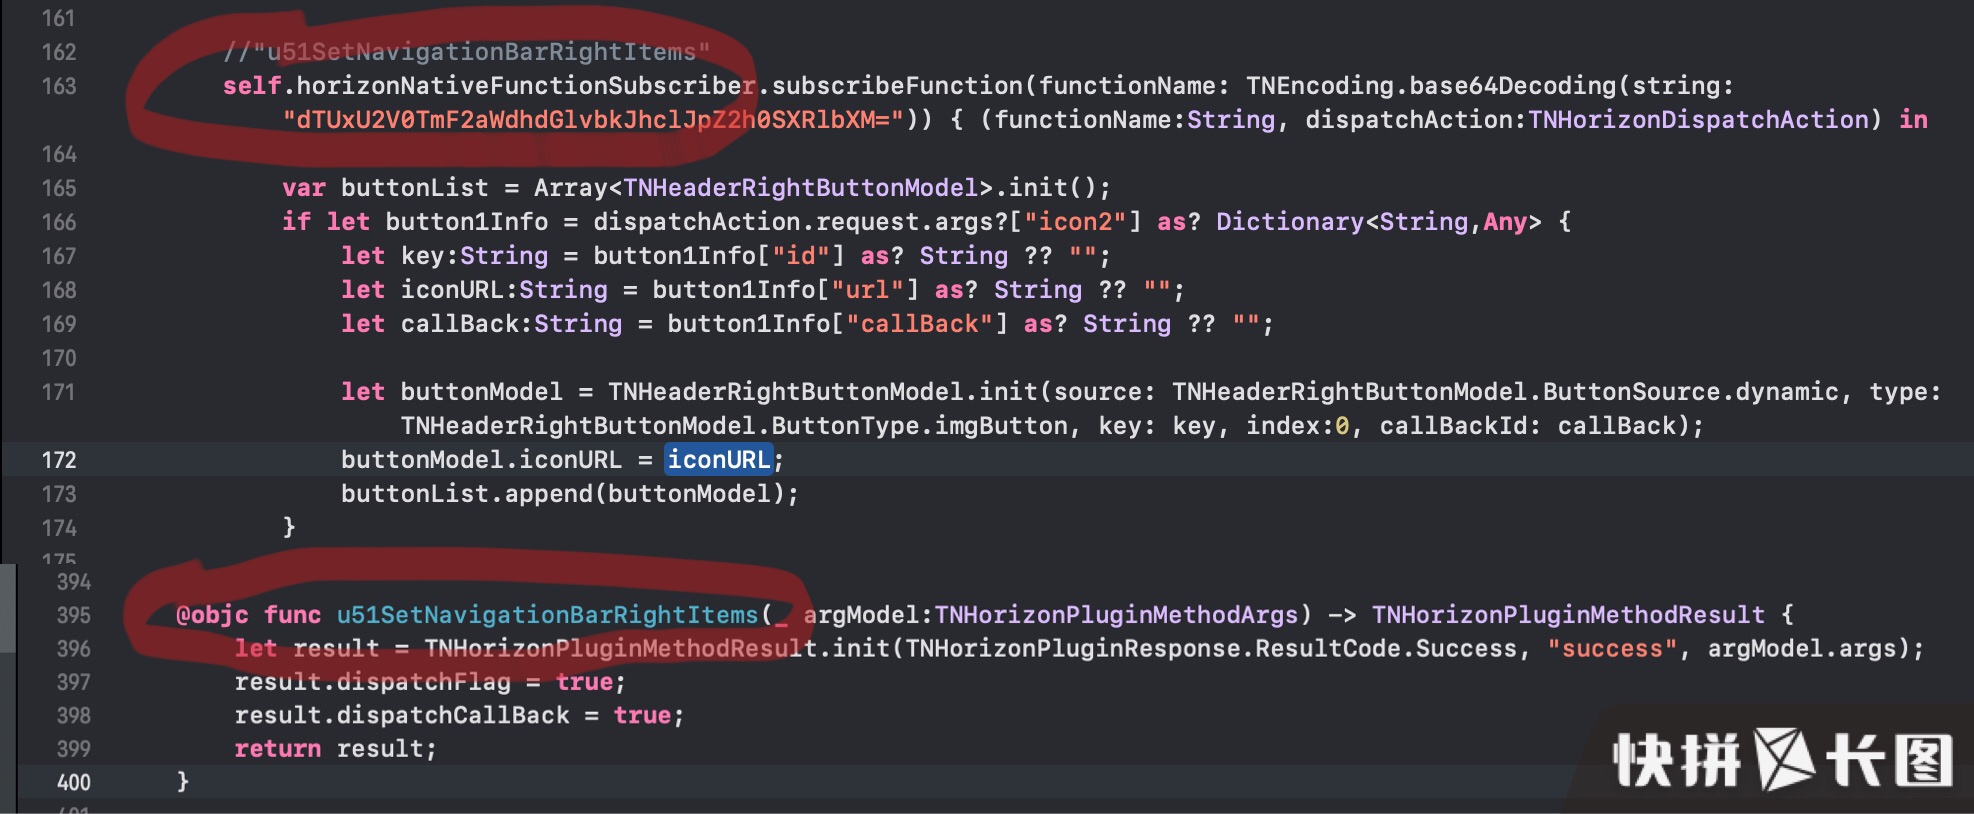 161
162 //"u51SetNavigationBarRightItems"
163 self.horizonNativeFunctionSubscriber.subscribeFunction(functionName: TNEncoding.base64Decoding(string:
"dTUxU2V0TmF2aWdhdGlvbkJhclJpZ2h0SXRlbXM=")) { (functionName:String, dispatchAction:TNHorizonDispatchAction) in
164
165 var buttonList = Array<TNHeaderRightButtonModel>.init();
166 if let button1Info = dispatchAction.request.args?["icon2"] as? Dictionary<String,Any> {
167 let key:String = button1Info["id"] as? String ?? "";
168 let iconURL:String = button1Info["url"] as? String ?? "";
169 let callBack:String = button1Info["callBack"] as? String ?? "";
170
171 let buttonModel = TNHeaderRightButtonModel.init(source: TNHeaderRightButtonModel.ButtonSource.dynamic, type:
TNHeaderRightButtonModel.ButtonType.imgButton, key: key, index:0, callBackId: callBack);
172 buttonModel.iconURL = iconURL;
173 buttonList.append(buttonModel);
174 }
175
394
395 @objc func u51SetNavigationBarRightItems(_ argModel:TNHorizonPluginMethodArgs) -> TNHorizonPluginMethodResult {
396 let result = TNHorizonPluginMethodResult.init(TNHorizonPluginResponse.ResultCode.Success, "success", argModel.args);
397 result.dispatchFlag = true;
398 result.dispatchCallBack = true;
399 return result;
400 }
快拼长图